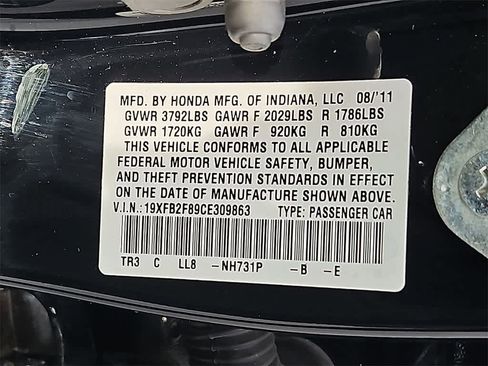 MFD. BY HONDA MFG. OF INDIANA, LLC 08/'11
GVWR 3792LBS GAWR F 2029LBS R 1786LBS
GVWR 1720KG GAWR F 920KG R 810KG
THIS VEHICLE CONFORMS TO ALL APPLICABLE
FEDERAL MOTOR VEHICLE SAFETY, BUMPER,
AND THEFT PREVENTION STANDARDS IN EFFECT
ON THE DATE OF MANUFACTURE SHOWN ABOVE.
V.I.N.:19XFB2F89CE309863 TYPE: PASSENGER CAR
TR3 C LL8 -NH731P -B -E